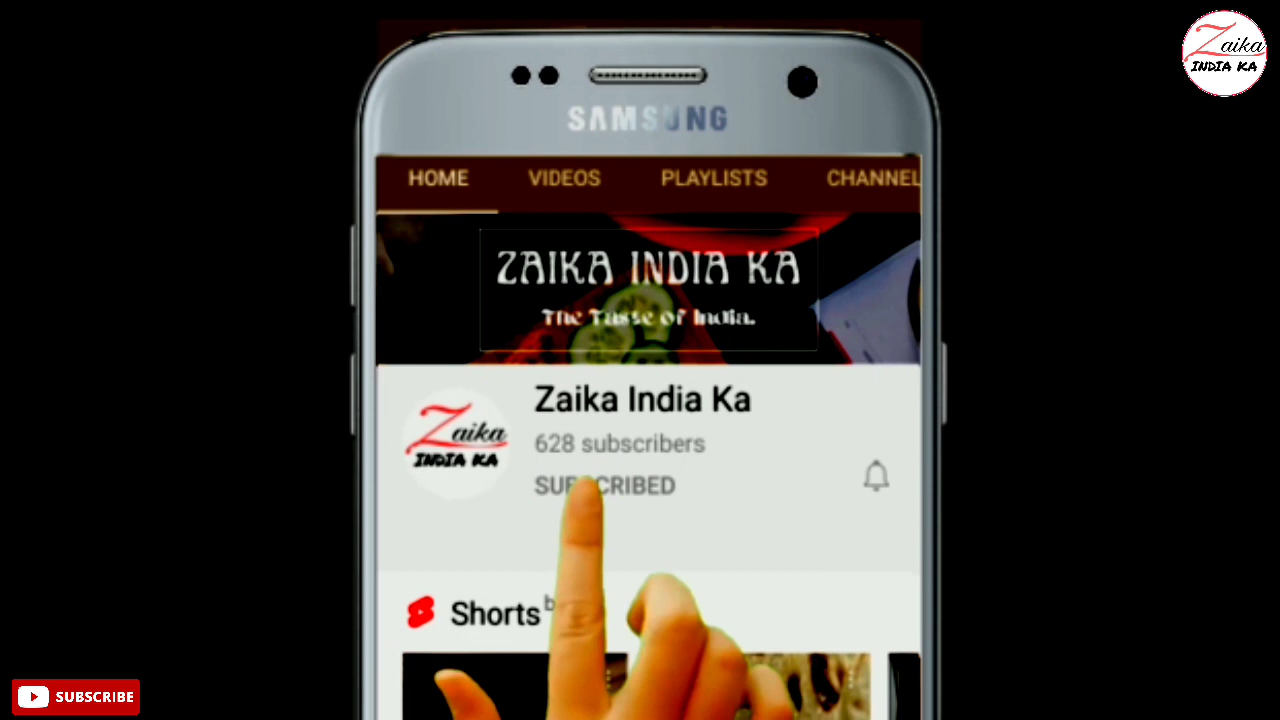 Zaika
INDIA KA
SAMSUNG
HOME VIDEOS PLAYLISTS CHANNEL
ZAIKA INDIA KA
The Taste of India.
Zaika India Ka
628 subscribers
SUBSCRIBED
Zaika
INDIA KA
Shorts
SUBSCRIBE